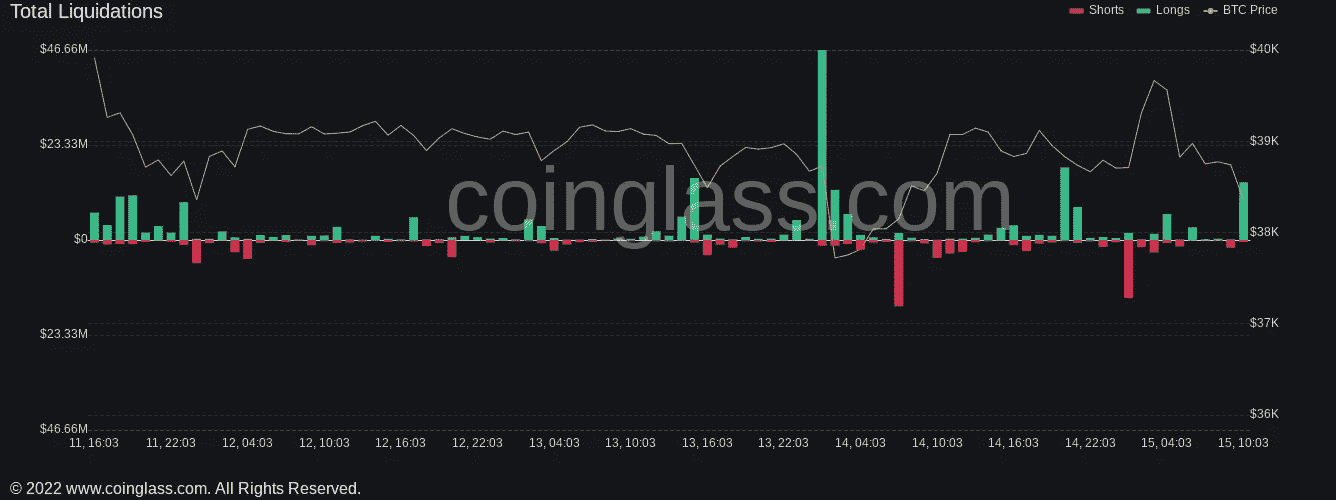 Total Liquidations
Shorts Longs BTC Price
$46.66M
$23.33M
$0
$23.33M
$46.66M
$40K
$39K
$38K
$37K
$36K
coinglass.com
11, 16:03 11, 22:03 12, 04:03 12, 10:03 12, 16:03 12, 22:03 13, 04:03 13, 10:03 13, 16:03 13, 22:03 14, 04:03 14, 10:03 14, 16:03 14, 22:03 15, 04:03 15, 10:03
© 2022 www.coinglass.com. All Rights Reserved.